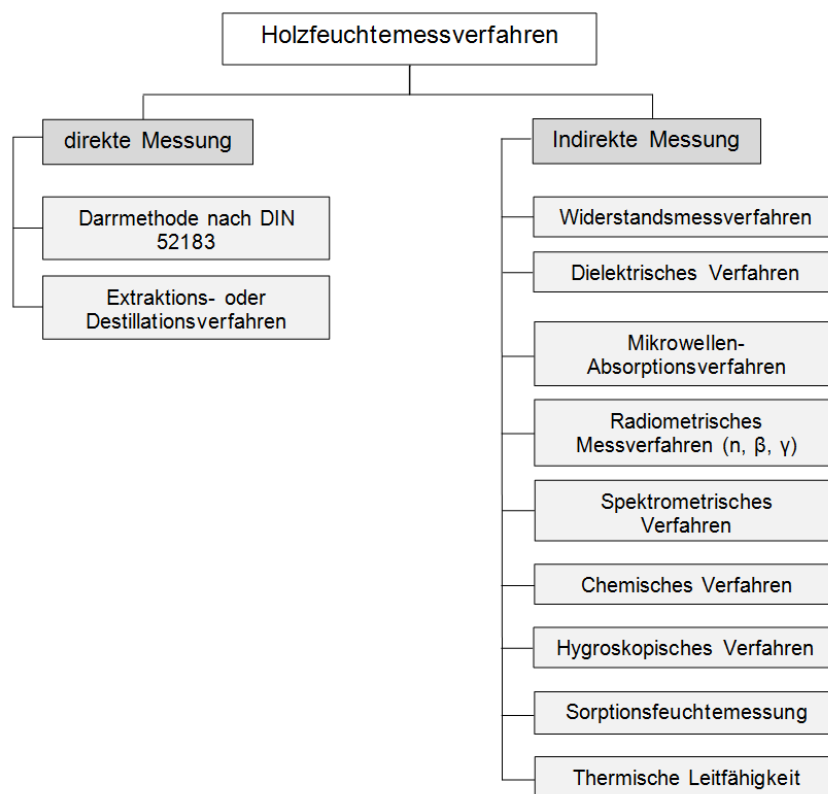 Holzfeuchtemessverfahren
direkte Messung
Darrmethode nach DIN
52183
Extraktions- oder
Destillationsverfahren
Indirekte Messung
Widerstandsmessverfahren
Dielektrisches Verfahren
Mikrowellen-
Absorptionsverfahren
Radiometrisches
Messverfahren (n, β, γ)
Spektrometrisches
Verfahren
Chemisches Verfahren
Hygroskopisches Verfahren
Sorptionsfeuchtemessung
Thermische Leitfähigkeit